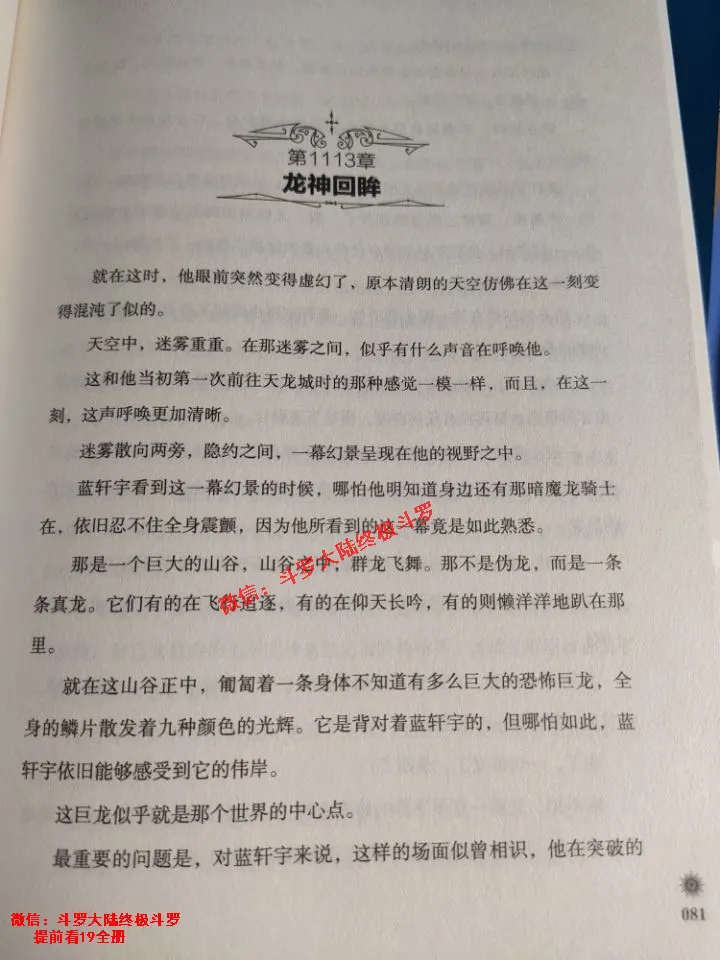 第1113章
龙神回眸
就在这时，他眼前突然变得虚幻了，原本清朗的天空仿佛在这一刻变
得混沌了似的。
天空中，迷雾重重。在那迷雾之间，似乎有什么声音在呼唤他。
这和他当初第一次前往天龙城时的那种感觉一模一样，而且，在这一
刻，这声呼唤更加清晰。
迷雾散向两旁，隐约之间，一幕幻景呈现在他的视野之中。
蓝轩宇看到这一幕幻景的时候，哪怕他明知道身边还有那暗魔龙骑士
在，依旧忍不住全身震颤，因为他所看到的这一幕竟是如此熟悉。
那是一个巨大的山谷，山谷之中，群龙飞舞。那不是伪龙，而是一条
条真龙。它们有的在飞行追逐，有的在仰天长吟，有的则懒洋洋地趴在那
里。
就在这山谷正中，匍匐着一条身体不知道有多么巨大的恐怖巨龙，全
身的鳞片散发着九种颜色的光辉。它是背对着蓝轩宇的，但哪怕如此，蓝
轩宇依旧能够感受到它的伟岸。
这巨龙似乎就是那个世界的中心点。
最重要的问题是，对蓝轩宇来说，这样的场面似曾相识，他在突破的
081
微信：斗罗大陆终极斗罗
微信：斗罗大陆终极斗罗
提前看19全册